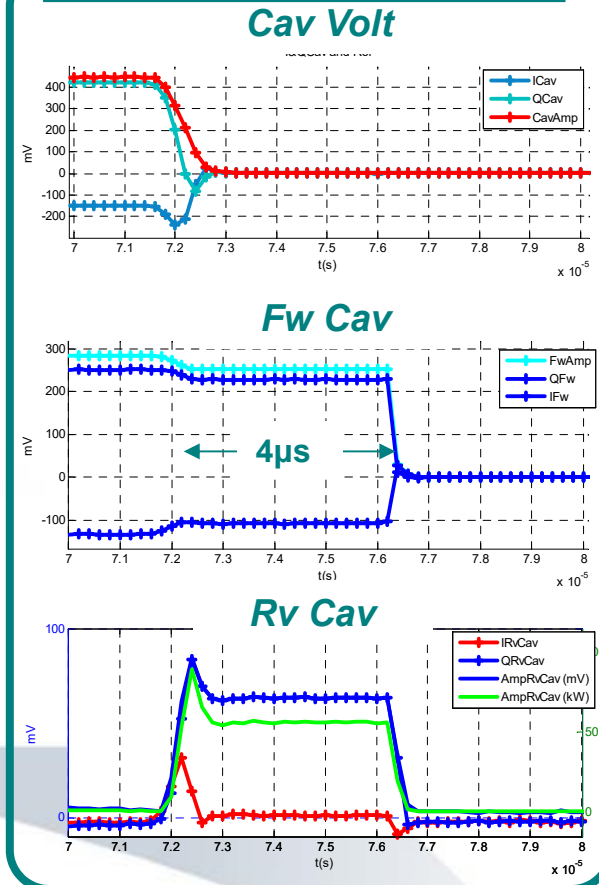 Cav Volt
ICav
QCav
CavAmp
400
300
200
100
0
-100
-200
mV
7 7.1 7.2 7.3 7.4 7.5 7.6 7.7 7.8 7.9 8
t(s)
x 10-5
Fw Cav
FwAmp
QFw
IFw
300
200
100
0
-100
mV
4µs
7 7.1 7.2 7.3 7.4 7.5 7.6 7.7 7.8 7.9 8
t(s)
x 10-5
Rv Cav
IRvCav
QRvCav
AmpRvCav (mV)
AmpRvCav (kW)
100
0
mV
50
0
7 7.1 7.2 7.3 7.4 7.5 7.6 7.7 7.8 7.9 8
t(s)
x 10-5